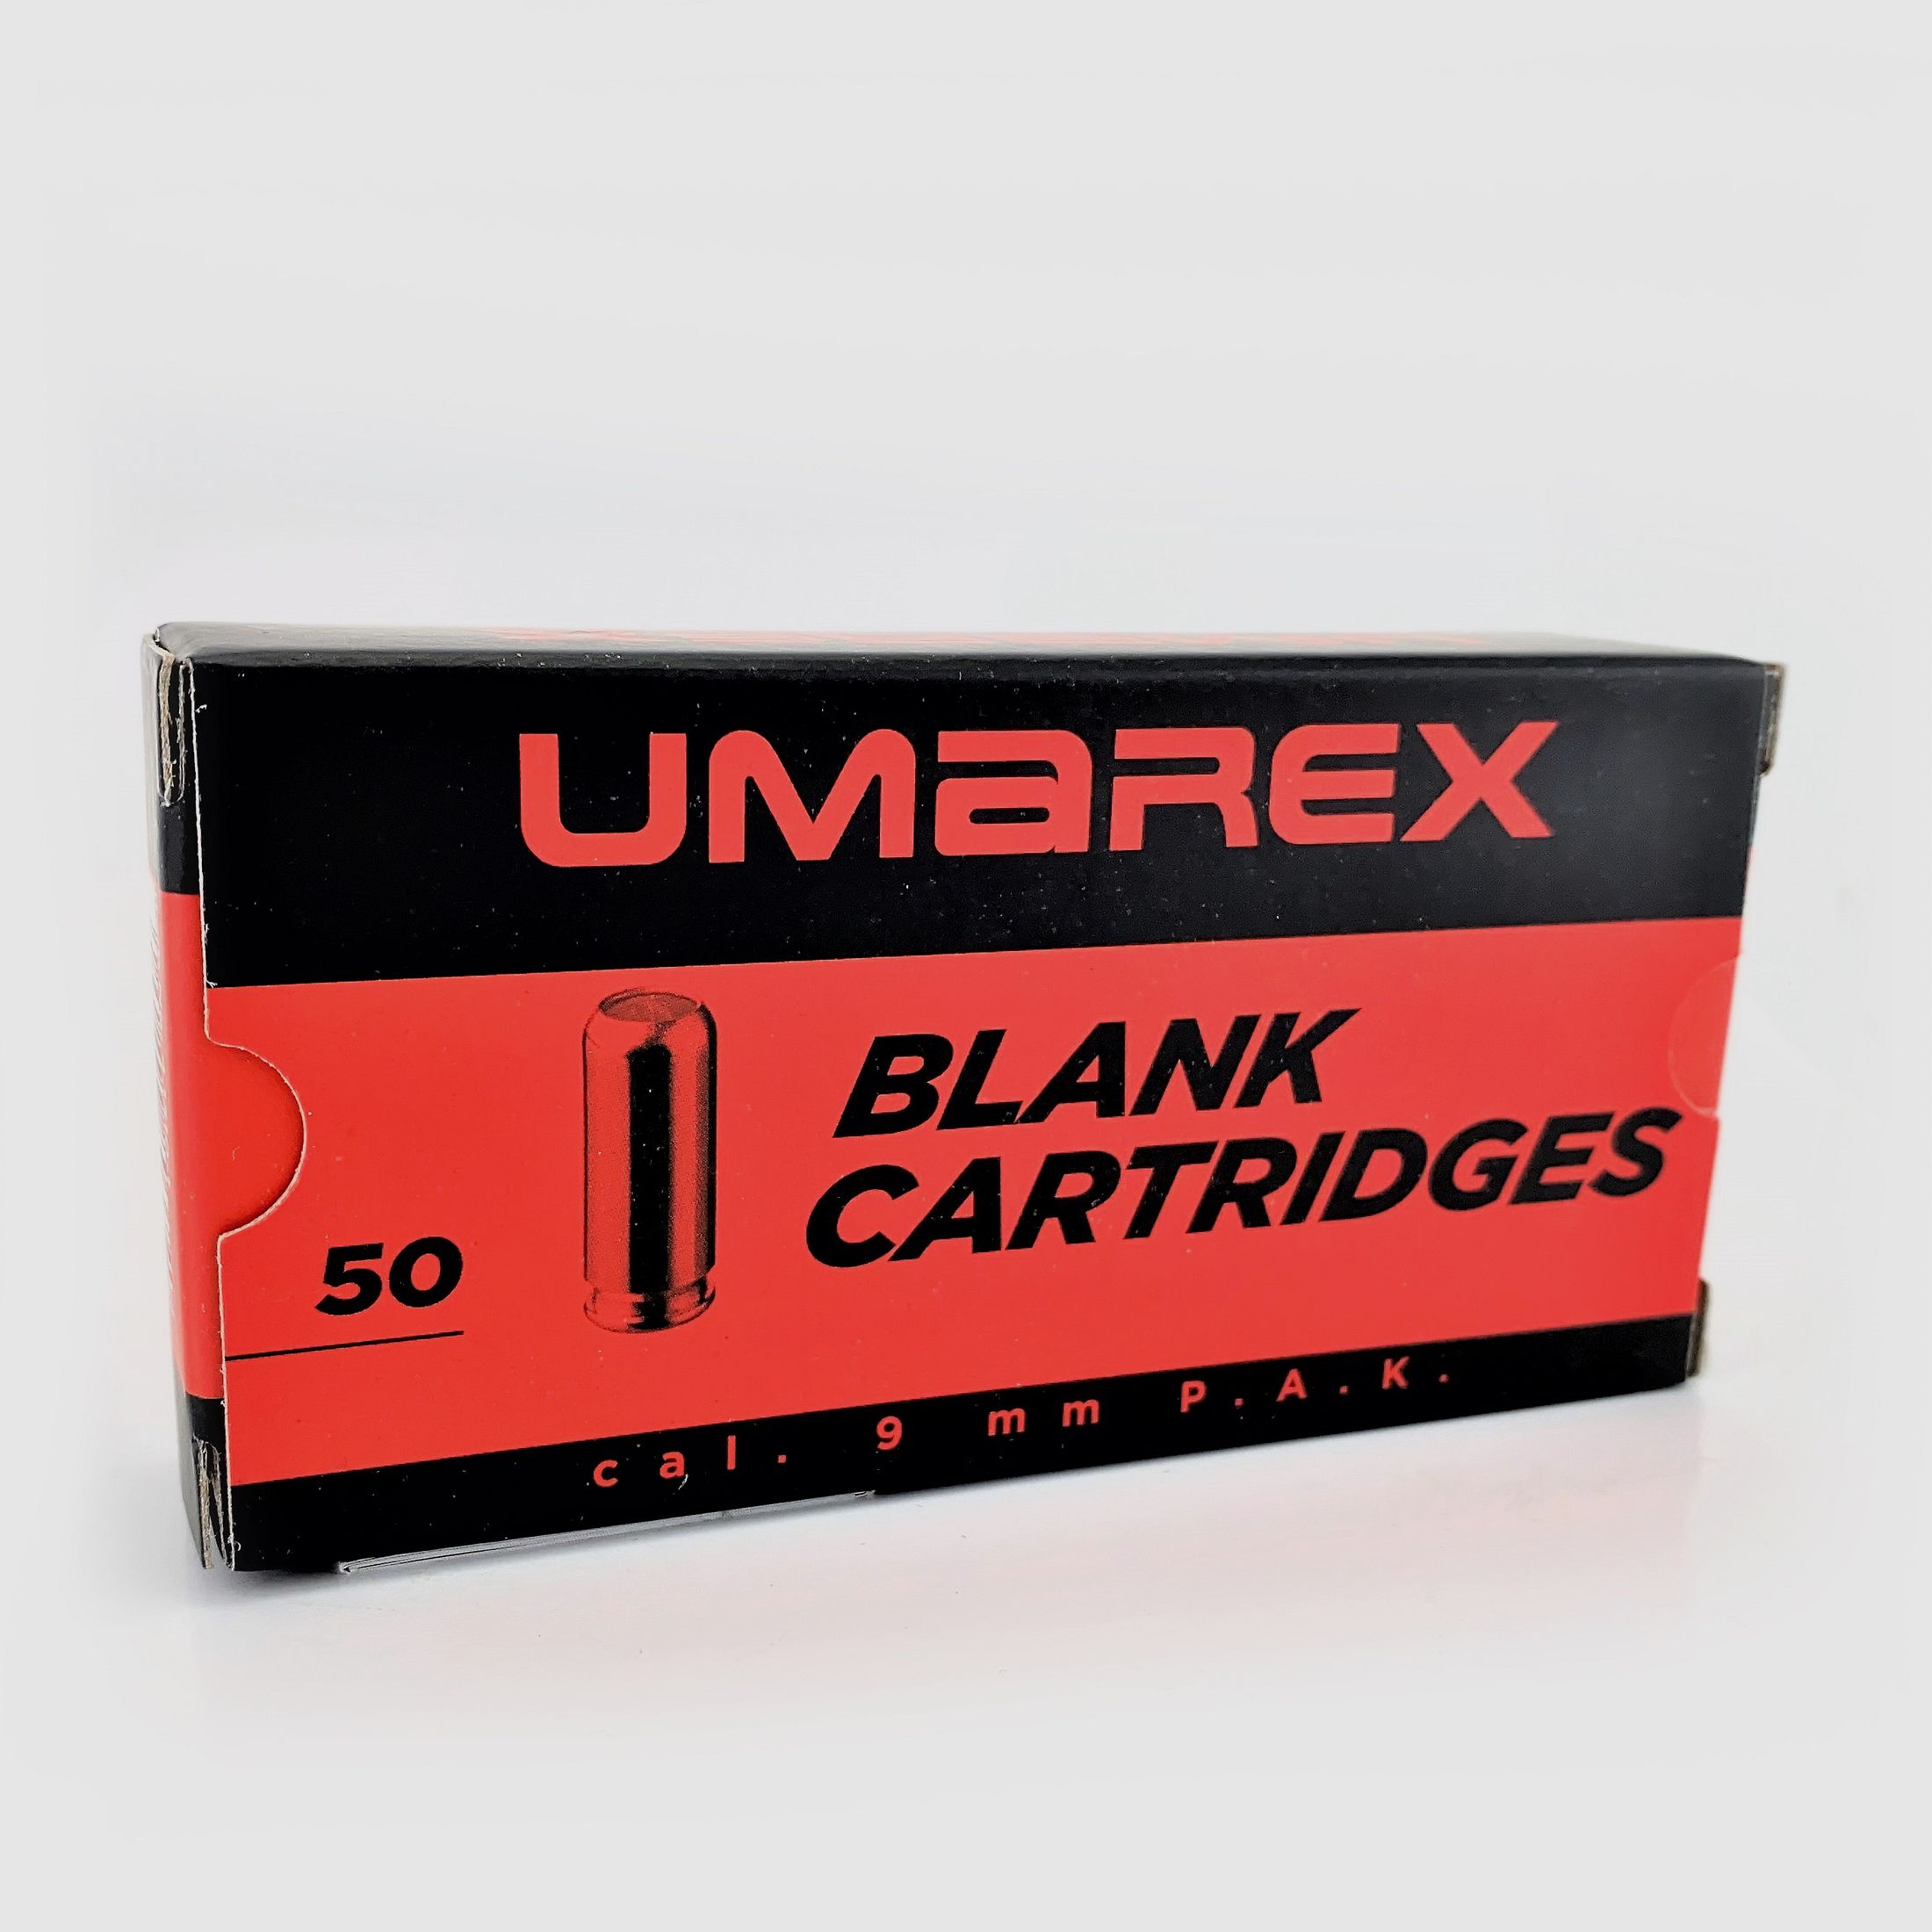 UMAREX
BLANK
CARTRIDGES
50
cal. 9 mm P.A.K.